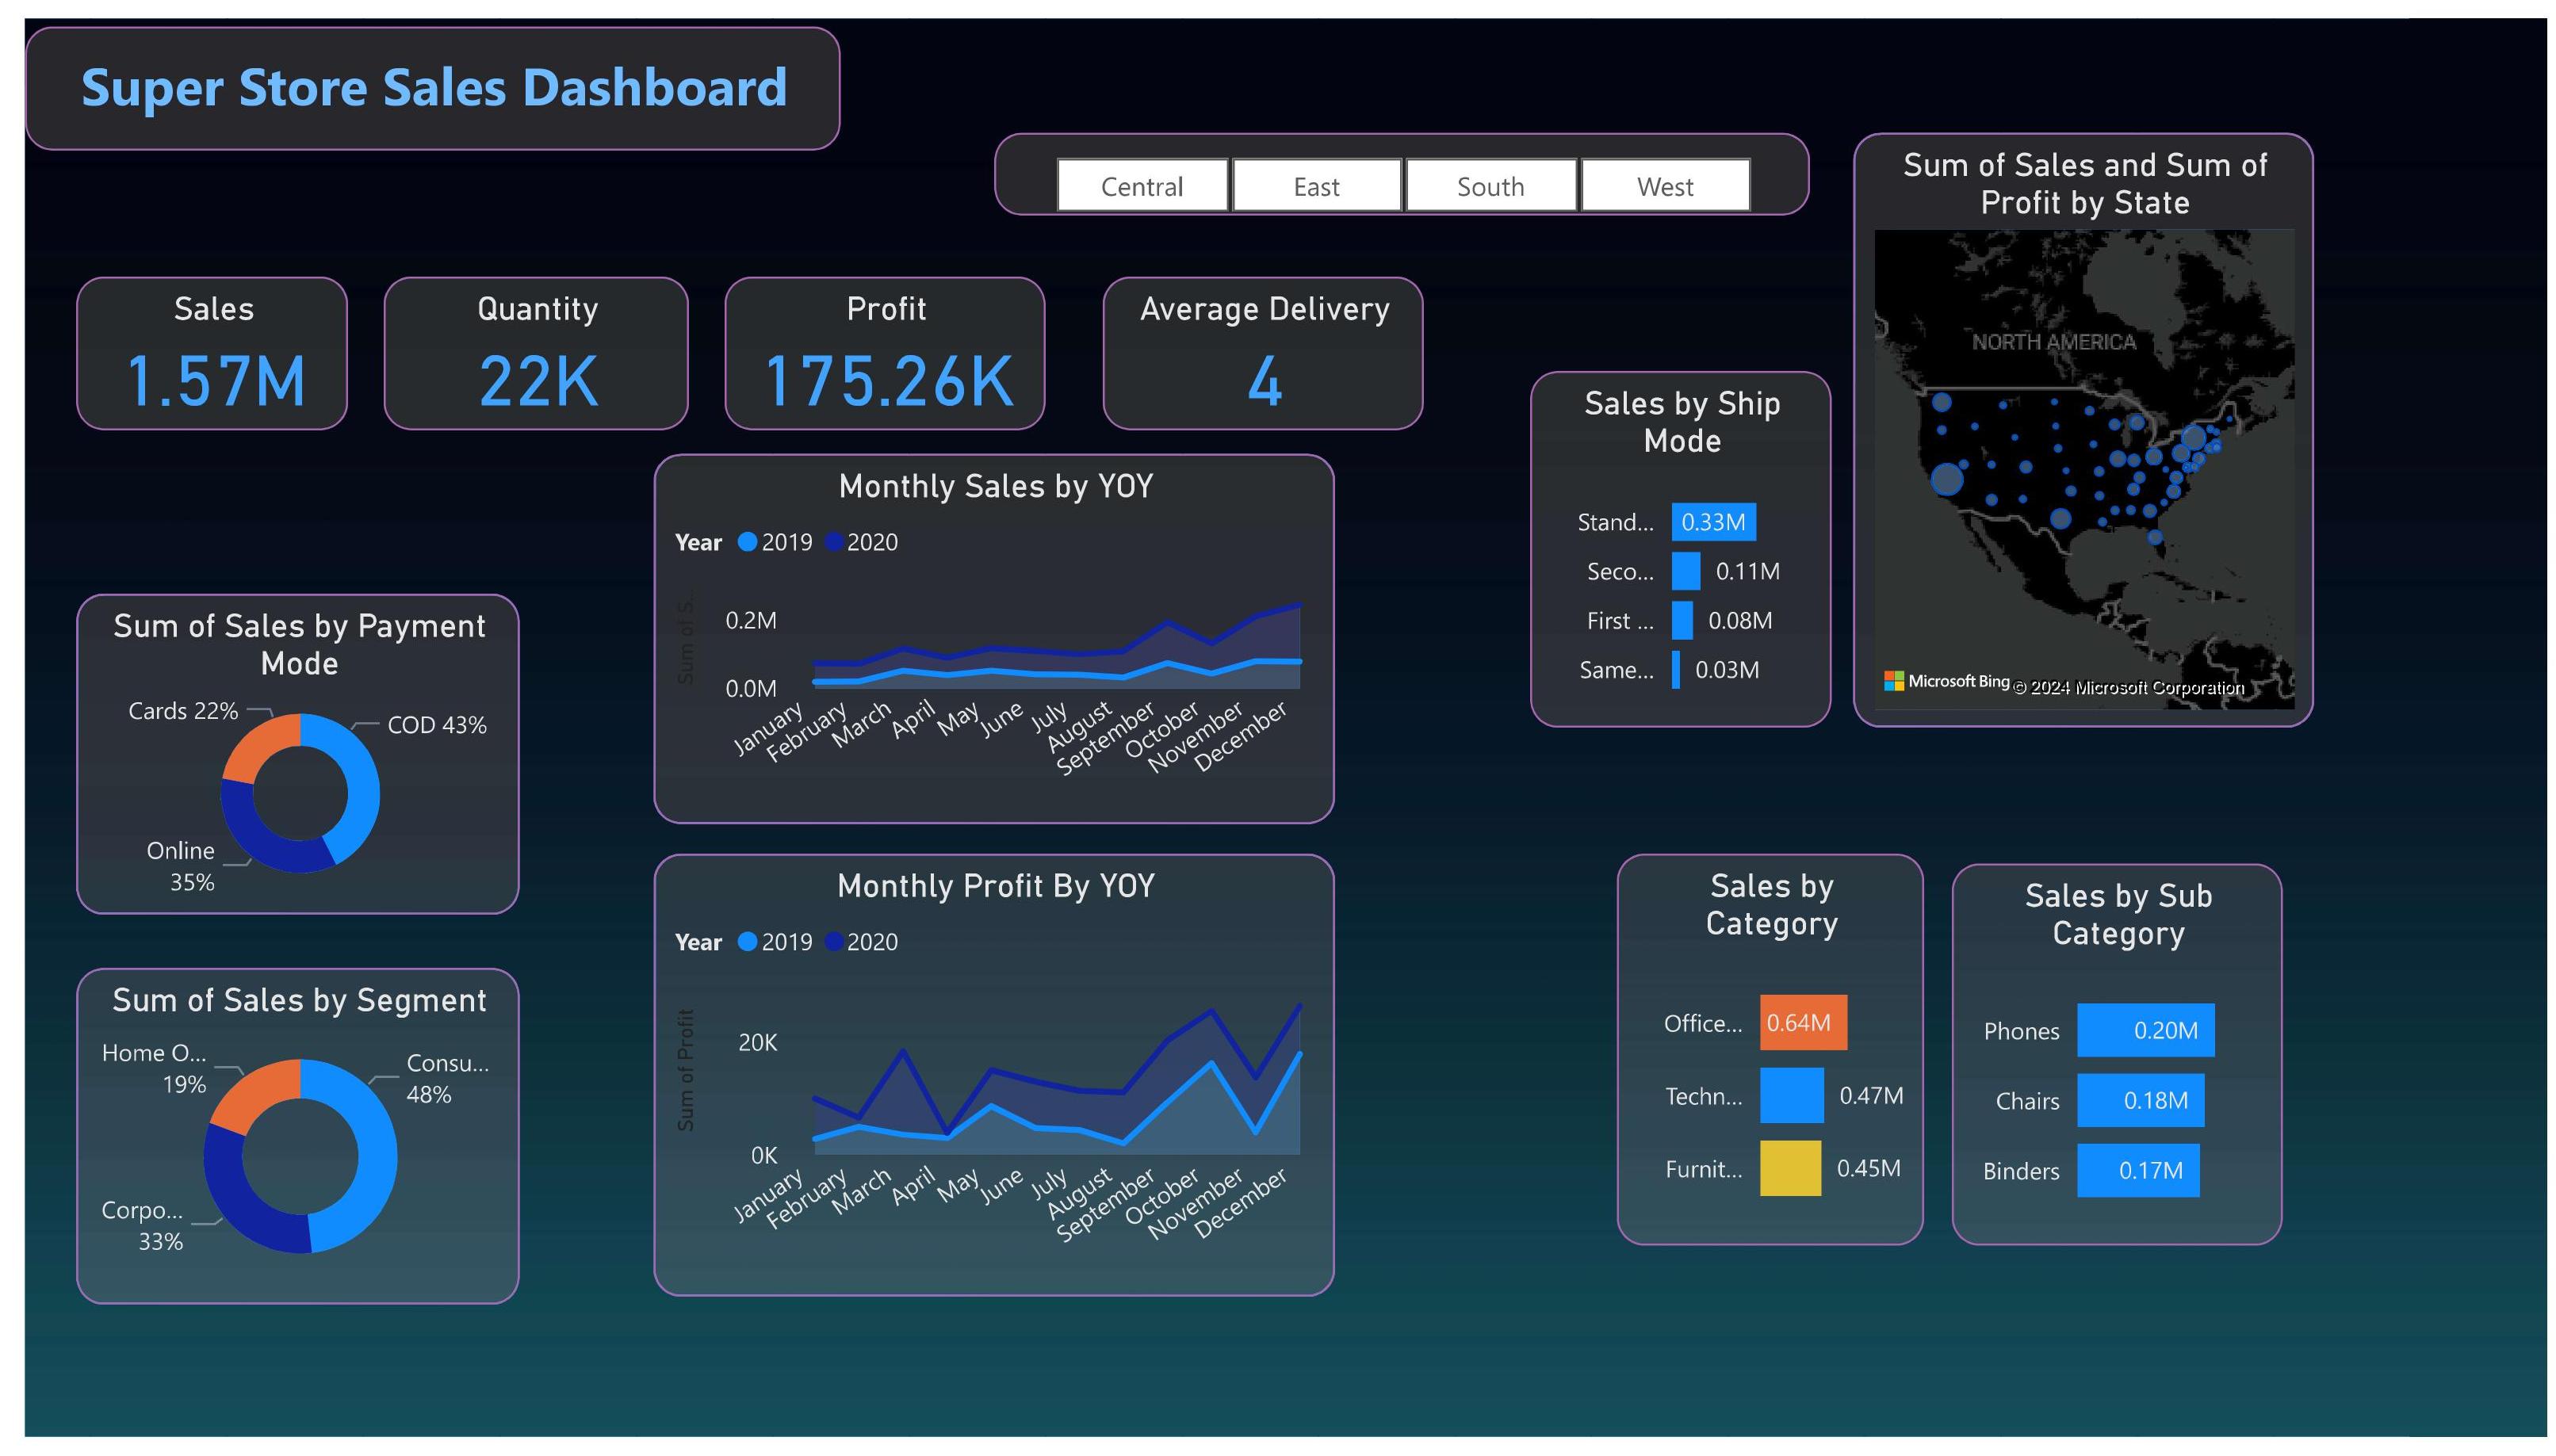 Super Store Sales Dashboard
Central
East
South
West
Sum of Sales and Sum of
Profit by State
NORTH AMERICA
Microsoft Bing
© 2024 Microsoft Corporation
Sales
1.57M
Quantity
22K
Profit
175.26K
Average Delivery
4
Sales by Ship
Mode
Stand... 0.33M
Seco... 0.11M
First ... 0.08M
Same... 0.03M
Monthly Sales by YOY
Year 2019 2020
Sum of S...
0.2M
0.0M
January
February
March
April
May
June
July
August
September
October
November
December
Sum of Sales by Payment
Mode
Cards 22%
COD 43%
Online
35%
Monthly Profit By YOY
Year 2019 2020
Sum of Profit
20K
0K
January
February
March
April
May
June
July
August
September
October
November
December
Sum of Sales by Segment
Home O...
19%
Consu...
48%
Corpo...
33%
Sales by
Category
Office... 0.64M
Techn... 0.47M
Furnit... 0.45M
Sales by Sub
Category
Phones 0.20M
Chairs 0.18M
Binders 0.17M